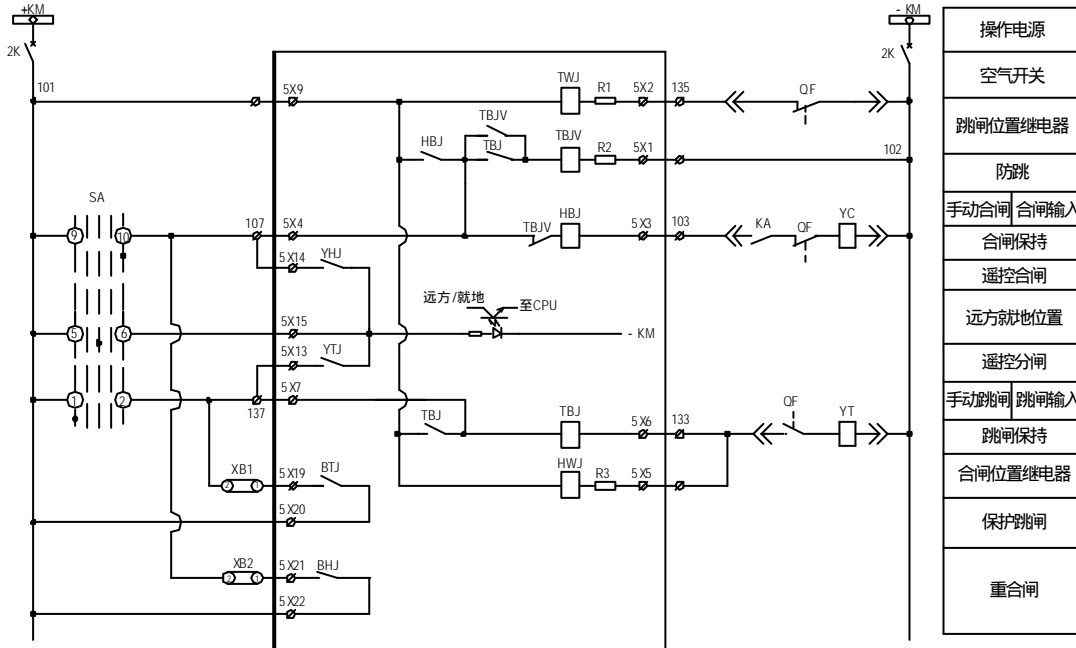 +KM
- KM
操作电源
2K
2K
空气开关
101
5X9
TWJ
R1
5X2
135
QF
跳闸位置继电器
TBJV
HBJ
TBJ
TBJV
R2
5X1
102
防跳
SA
9
10
107
5X4
TBJV
HBJ
5X3
103
KA
QF
YC
手动合闸
合闸输入
合闸保持
5X14
YHJ
遥控合闸
远方/就地
至CPU
5
6
5X15
- KM
远方就地位置
5X13
YTJ
遥控分闸
1
2
137
5X7
手动跳闸
跳闸输入
TBJ
TBJ
5X6
133
QF
YT
跳闸保持
HWJ
R3
5X5
合闸位置继电器
XB1
2
1
5X19
BTJ
5X20
保护跳闸
XB2
2
1
5X21
BHJ
5X22
重合闸